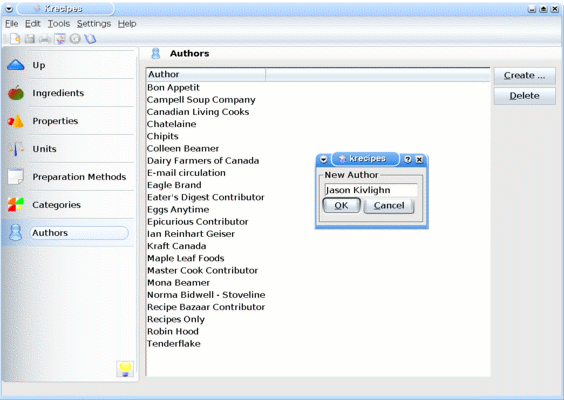 Krecipes
File Edit Tools Settings Help
Up
Ingredients
Properties
Units
Preparation Methods
Categories
Authors
Authors
Author
Bon Appetit
Campell Soup Company
Canadian Living Cooks
Chatelaine
Chipits
Colleen Beamer
Dairy Farmers of Canada
E-mail circulation
Eagle Brand
Eater's Digest Contributor
Eggs Anytime
Epicurious Contributor
Ian Reinhart Geiser
Kraft Canada
Maple Leaf Foods
Master Cook Contributor
Mona Beamer
Norma Bidwell - Stoveline
Recipe Bazaar Contributor
Recipes Only
Robin Hood
Tenderflake
Create ...
Delete
krecipes
New Author
Jason Kivlighn
OK Cancel